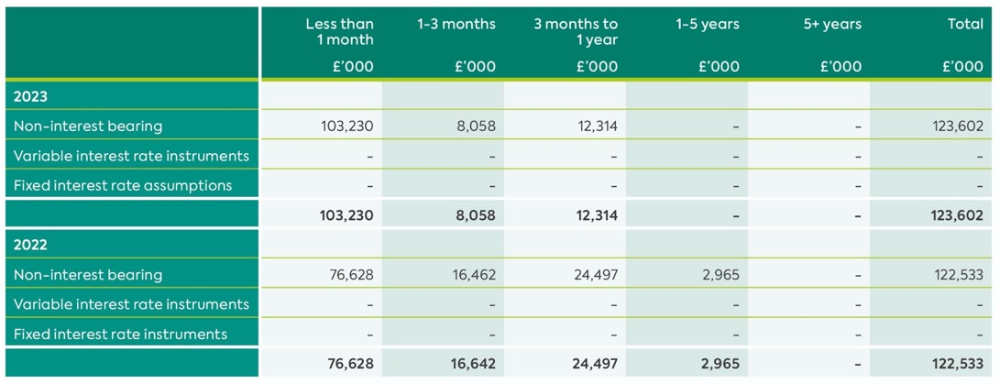 Less than 1-3 months 3 months to 1-5 years 5+ years Total
1 month 1 year
£’000 £’000 £’000 £’000 £’000 £’000
2023
Non-interest bearing 103,230 8,058 12,314 – – 123,602
Variable interest rate instruments – – – – – –
Fixed interest rate assumptions – – – – – –
103,230 8,058 12,314 – – 123,602
2022
Non-interest bearing 76,628 16,462 24,497 2,965 – 122,533
Variable interest rate instruments – – – – – –
Fixed interest rate instruments – – – – – –
76,628 16,642 24,497 2,965 – 122,533